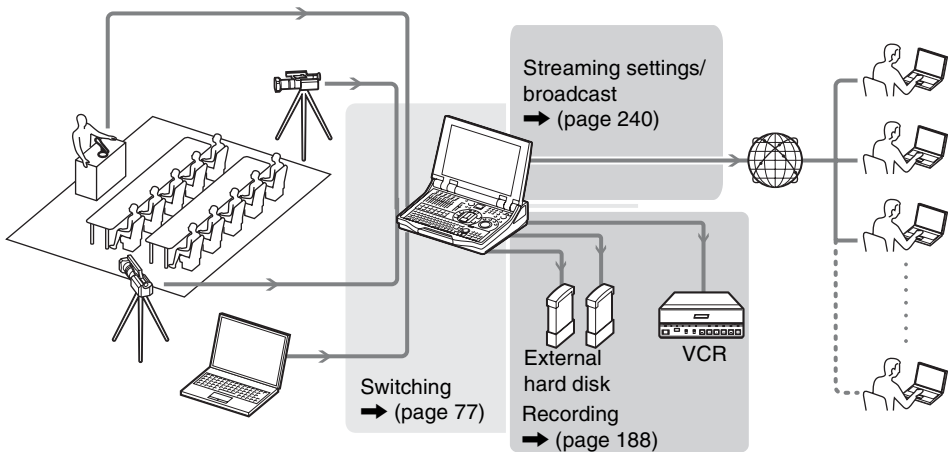 Streaming settings/
broadcast
➡ (page 240)
Switching
➡ (page 77)
External
hard disk
VCR
Recording
➡ (page 188)